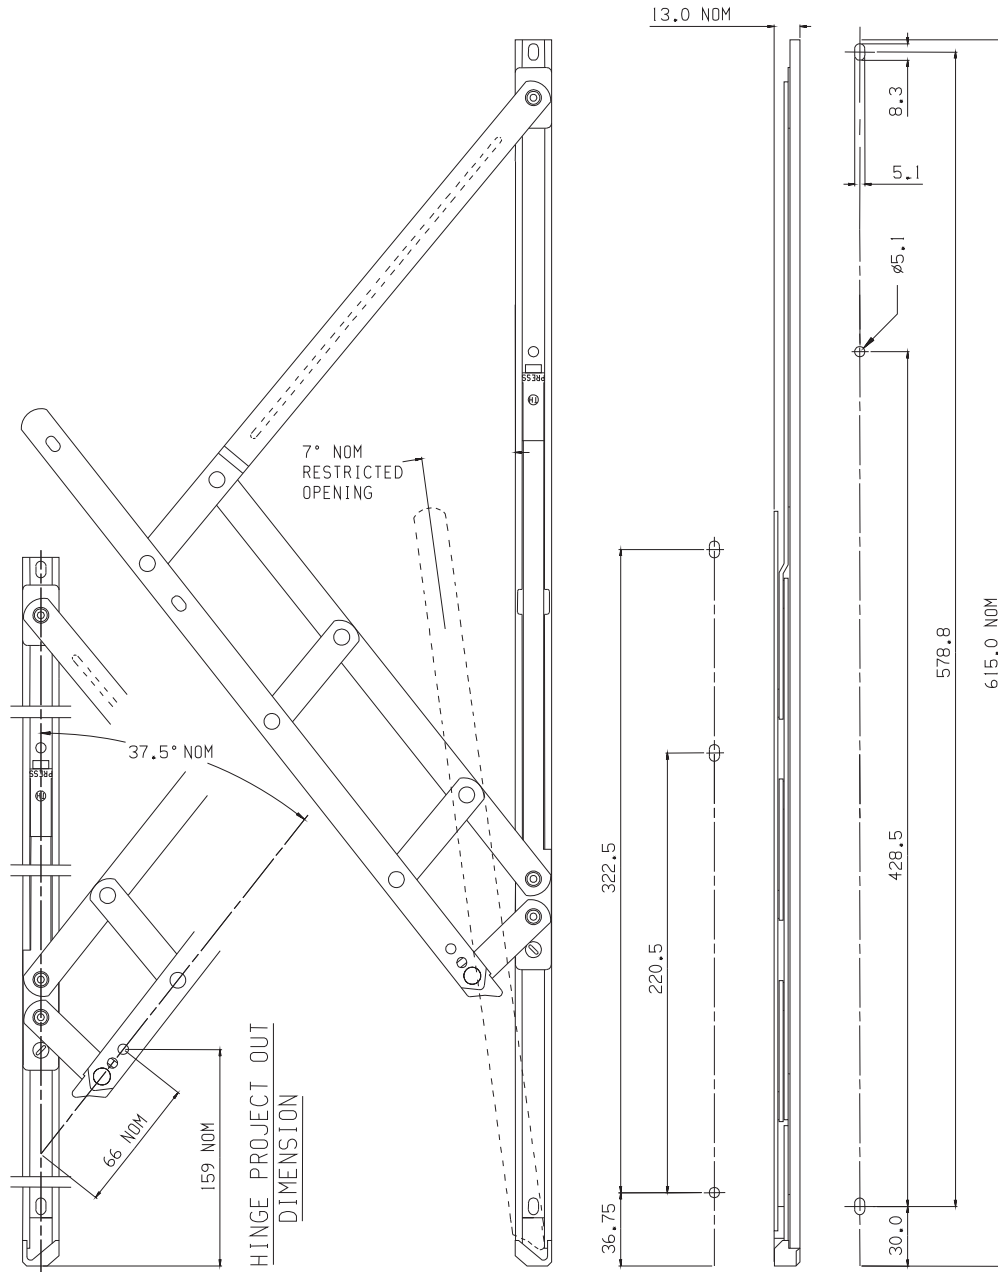 13.0 NOM
8.3
5.1
ø5.1
PRESS
TH
7° NOM
RESTRICTED
OPENING
578.8
615.0 NOM
37.5° NOM
PRESS
TH
322.5
428.5
220.5
66 NOM
159 NOM
HINGE PROJECT OUT
DIMENSION
36.75
30.0